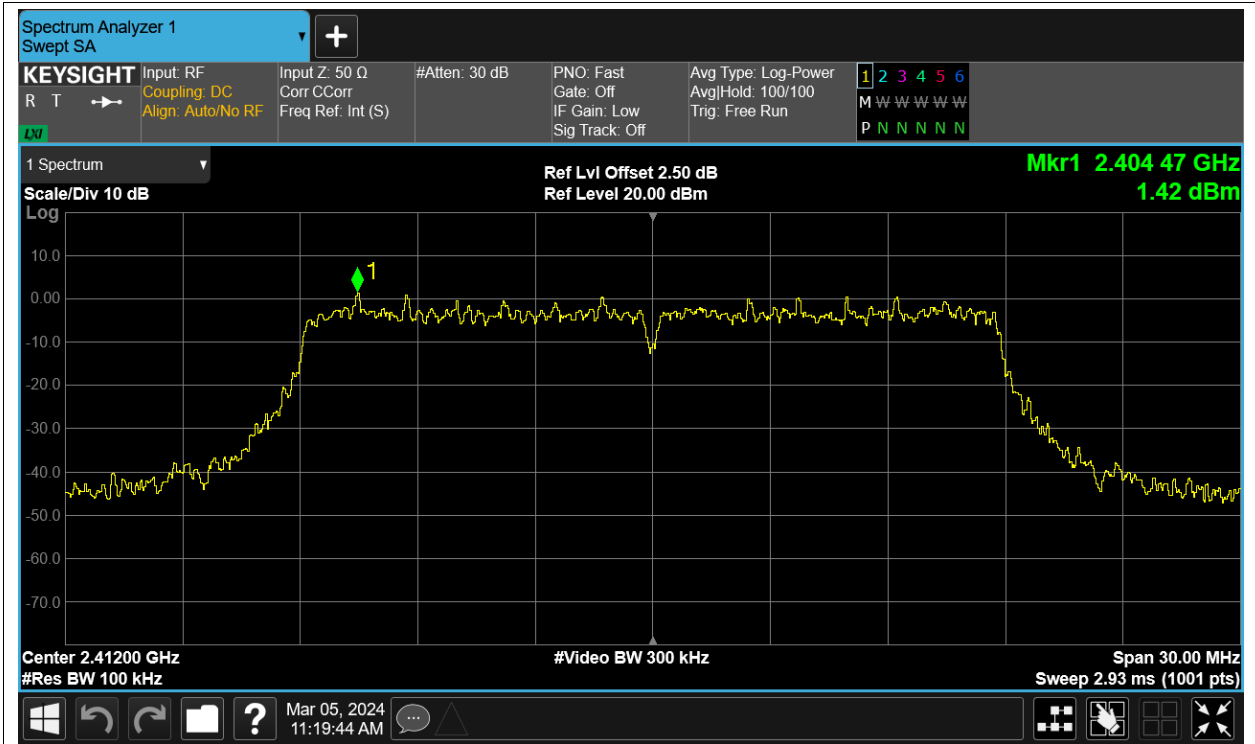 Spectrum Analyzer 1
Swept SA
+
KEYSIGHT
R T
LXI
Input: RF
Coupling: DC
Align: Auto/No RF
Input Z: 50 Ω
Corr CCorr
Freq Ref: Int (S)
#Atten: 30 dB
PNO: Fast
Gate: Off
IF Gain: Low
Sig Track: Off
Avg Type: Log-Power
Avg|Hold: 100/100
Trig: Free Run
1 2 3 4 5 6
M W W W W W
P N N N N N
1 Spectrum
Scale/Div 10 dB
Log
Ref Lvl Offset 2.50 dB
Ref Level 20.00 dBm
Mkr1 2.404 47 GHz
1.42 dBm
1
10.0
0.00
-10.0
-20.0
-30.0
-40.0
-50.0
-60.0
-70.0
Center 2.41200 GHz
#Res BW 100 kHz
#Video BW 300 kHz
Span 30.00 MHz
Sweep 2.93 ms (1001 pts)
?
Mar 05, 2024
11:19:44 AM